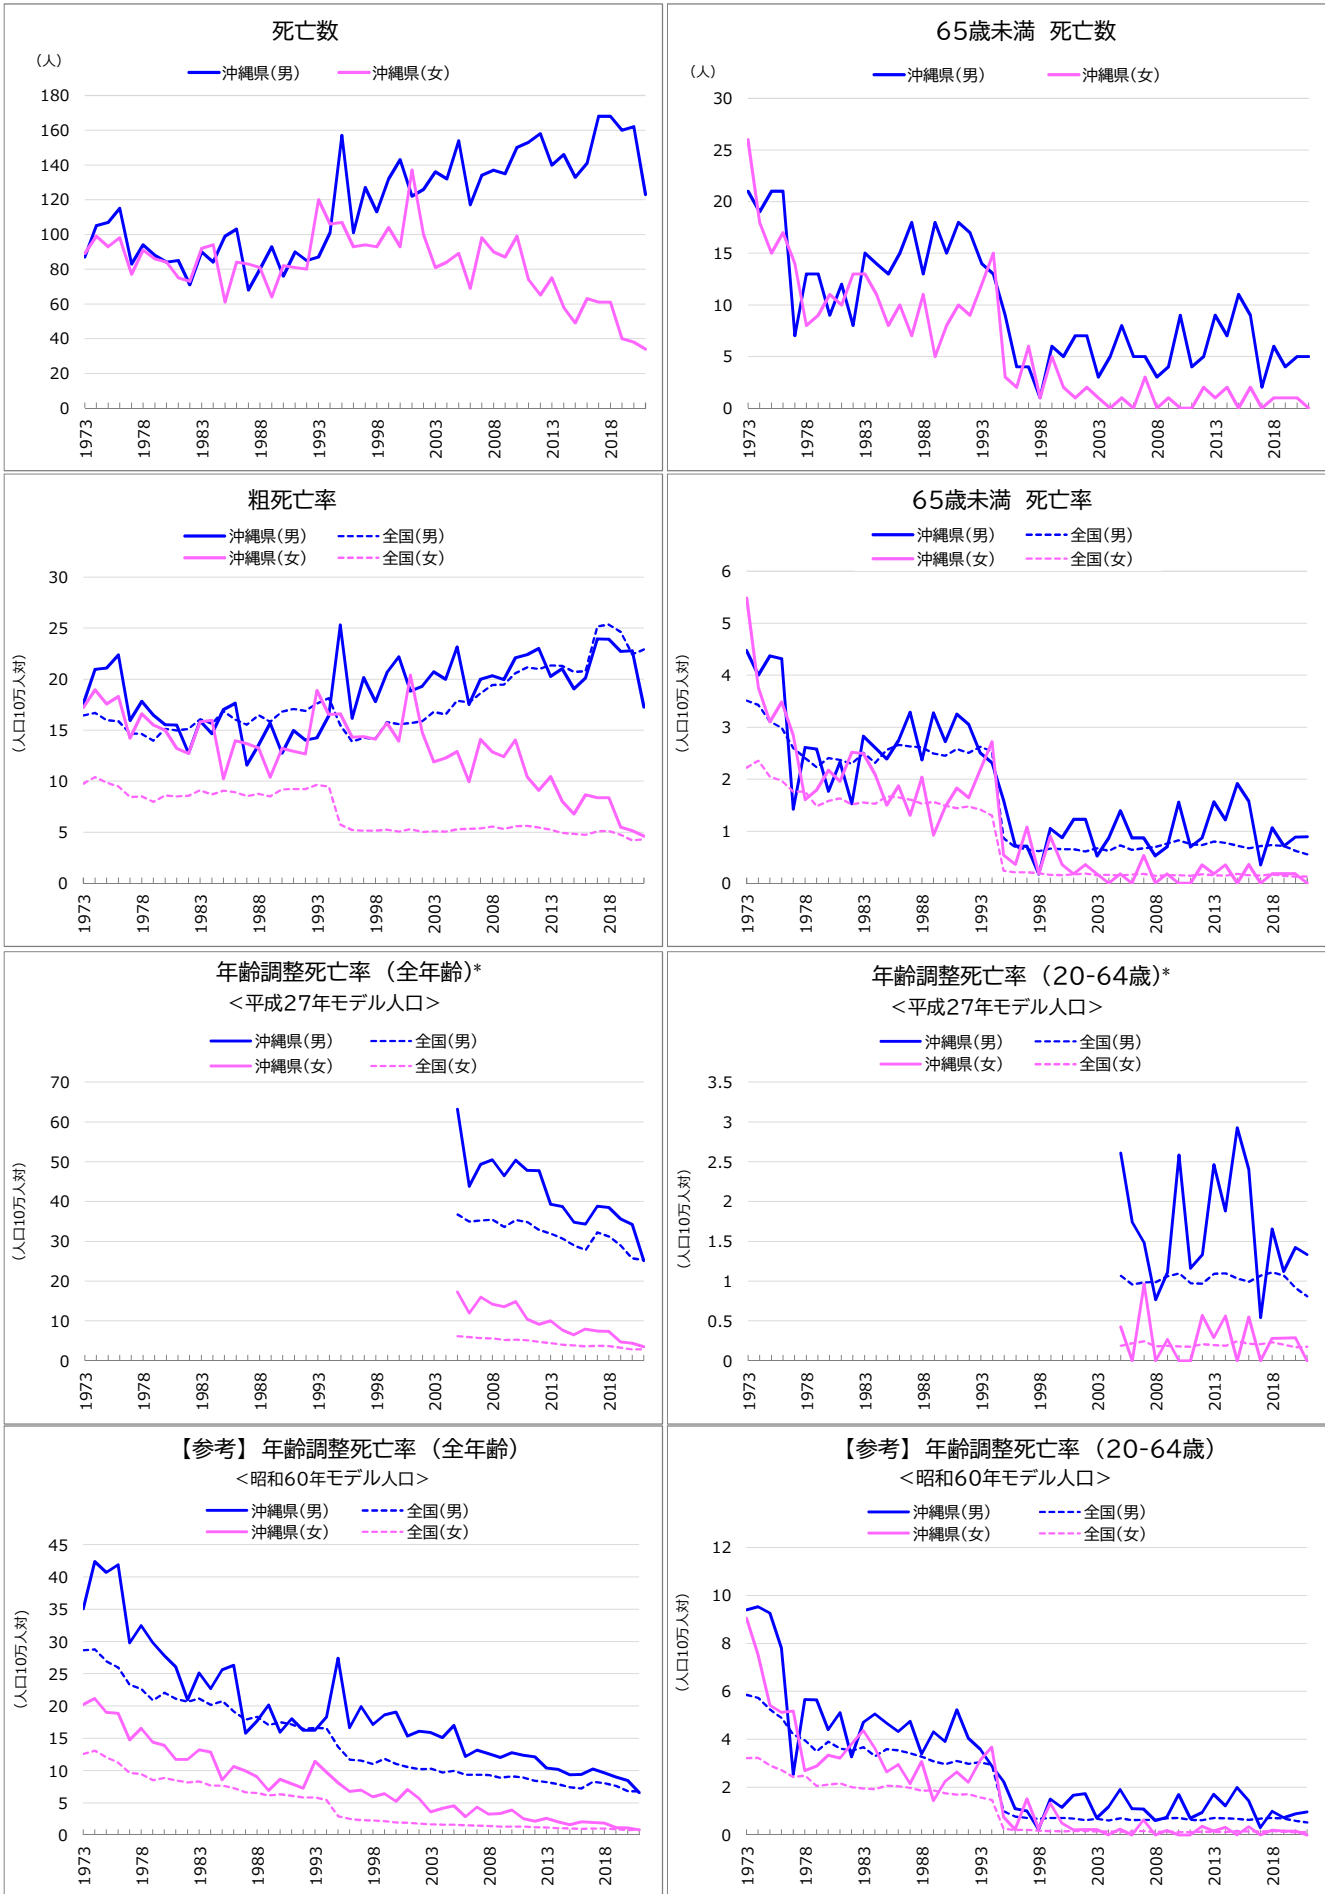 死亡数
(人)
沖縄県(男) 沖縄県(女)
180
160
140
120
100
80
60
40
20
0
1973 1978 1983 1988 1993 1998 2003 2008 2013 2018
65歳未満 死亡数
(人)
沖縄県(男) 沖縄県(女)
30
25
20
15
10
5
0
1973 1978 1983 1988 1993 1998 2003 2008 2013 2018
粗死亡率
沖縄県(男) 全国(男)
沖縄県(女) 全国(女)
(人口10万人対)
30
25
20
15
10
5
0
1973 1978 1983 1988 1993 1998 2003 2008 2013 2018
65歳未満 死亡率
沖縄県(男) 全国(男)
沖縄県(女) 全国(女)
(人口10万人対)
6
5
4
3
2
1
0
1973 1978 1983 1988 1993 1998 2003 2008 2013 2018
年齢調整死亡率（全年齢)*
＜平成27年モデル人口＞
沖縄県(男) 全国(男)
沖縄県(女) 全国(女)
(人口10万人対)
70
60
50
40
30
20
10
0
1973 1978 1983 1988 1993 1998 2003 2008 2013 2018
年齢調整死亡率（20-64歳)*
＜平成27年モデル人口＞
沖縄県(男) 全国(男)
沖縄県(女) 全国(女)
(人口10万人対)
3.5
3
2.5
2
1.5
1
0.5
0
1973 1978 1983 1988 1993 1998 2003 2008 2013 2018
【参考】年齢調整死亡率（全年齢）
＜昭和60年モデル人口＞
沖縄県(男) 全国(男)
沖縄県(女) 全国(女)
(人口10万人対)
45
40
35
30
25
20
15
10
5
0
1973 1978 1983 1988 1993 1998 2003 2008 2013 2018
【参考】年齢調整死亡率（20-64歳）
＜昭和60年モデル人口＞
沖縄県(男) 全国(男)
沖縄県(女) 全国(女)
(人口10万人対)
12
10
8
6
4
2
0
1973 1978 1983 1988 1993 1998 2003 2008 2013 2018